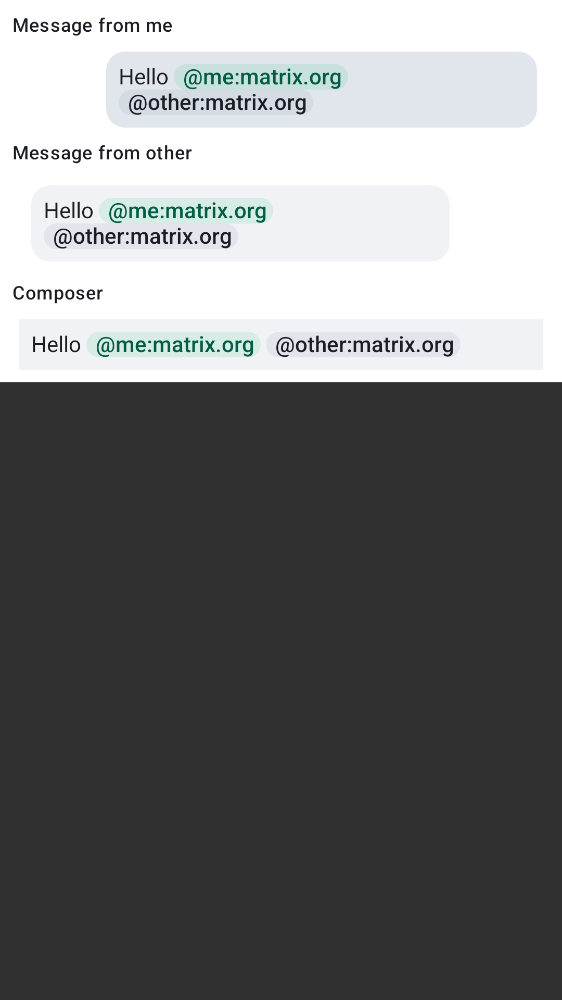 Message from me
Hello @me:matrix.org
@other:matrix.org
Message from other
Hello @me:matrix.org
@other:matrix.org
Composer
Hello @me:matrix.org @other:matrix.org